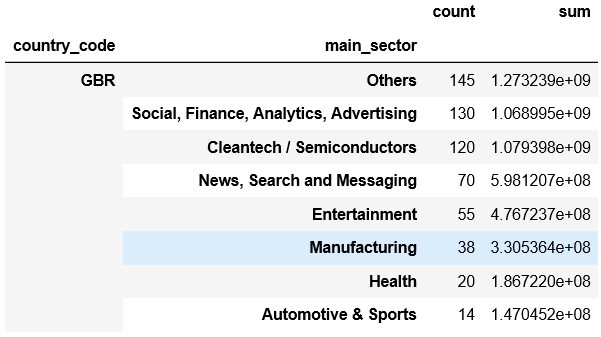 count sum
country_code main_sector
GBR Others 145 1.273239e+09
Social, Finance, Analytics, Advertising 130 1.068995e+09
Cleantech / Semiconductors 120 1.079398e+09
News, Search and Messaging 70 5.981207e+08
Entertainment 55 4.767237e+08
Manufacturing 38 3.305364e+08
Health 20 1.867220e+08
Automotive & Sports 14 1.470452e+08